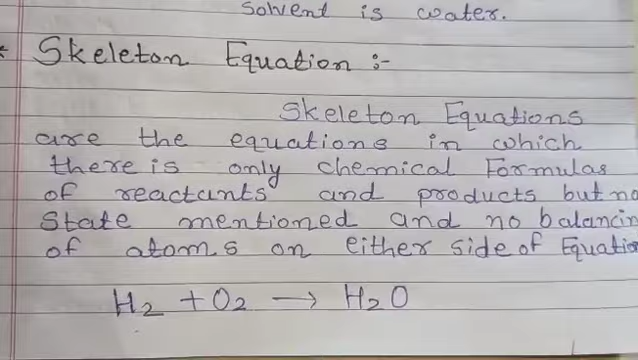 Solvent is water.
Skeleton Equation :-
Skeleton Equations
are the equations in which
there is only chemical Formulas
of reactants and products but no
State mentioned and no balancin
of atoms on either side of Equation
H2 + O2 → H2O